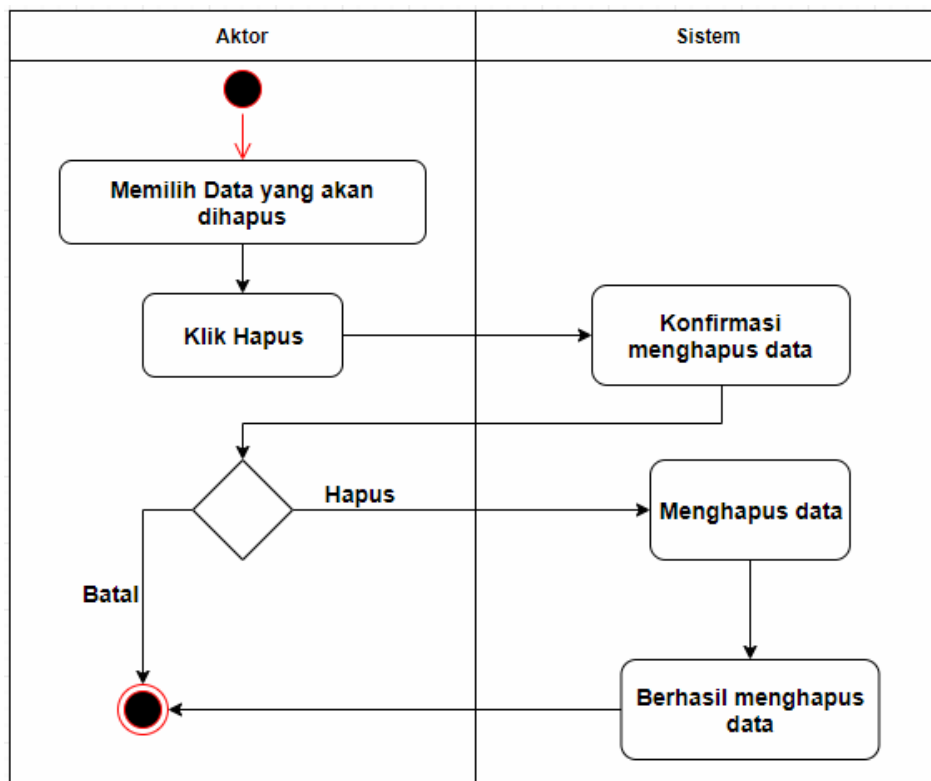 Aktor
Sistem
Memilih Data yang akan
dihapus
Klik Hapus
Konfirmasi
menghapus data
Hapus
Menghapus data
Batal
Berhasil menghapus
data